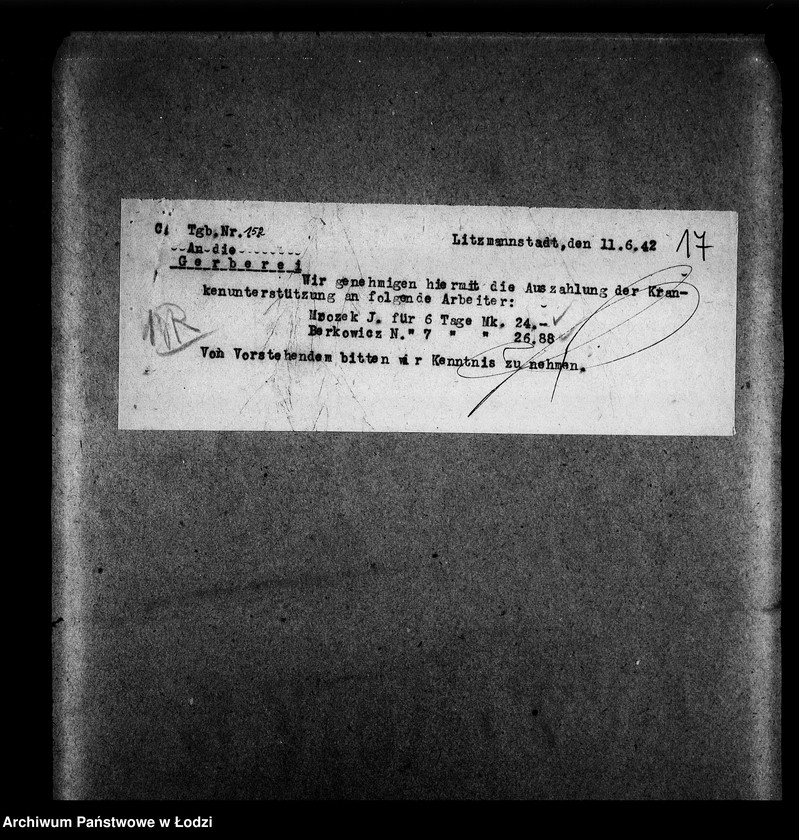 C. Tgb.Nr. 152
Litzmannstadt,den 11.6.42
17
An die
Gerberei
Wir genehmigen hiermit die Auszahlung der Kran-
kenunterstützung an folgende Arbeiter:
Mrozek J. für 6 Tage Mk. 24.-
Berkowicz N. " 7 " " 26.88
Von Vorstehendem bitten wir Kenntnis zu nehmen.
Archiwum Państwowe w Łodzi